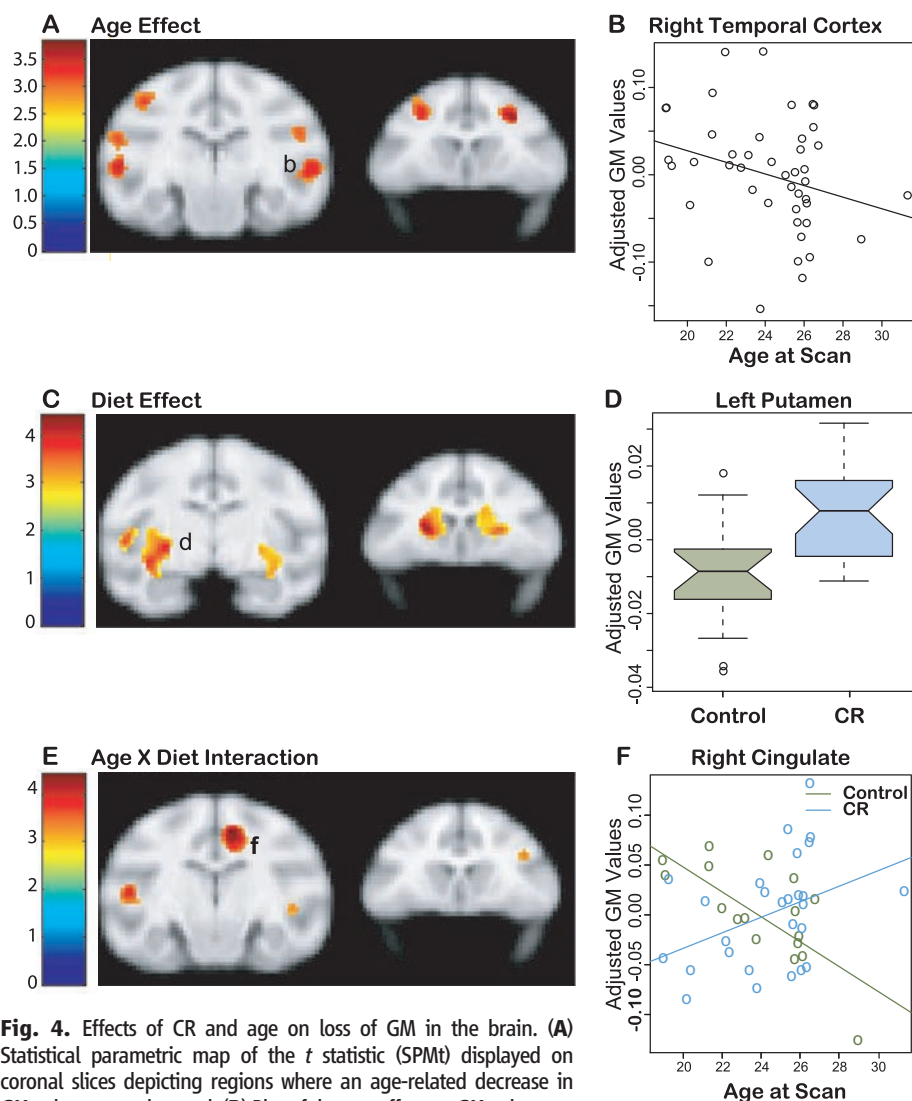 A Age Effect
3.5
3.0
2.5
2.0
1.5
1.0
0.5
0
b
B Right Temporal Cortex
Adjusted GM Values
0.10
0.00
-0.10
20 22 24 26 28 30
Age at Scan
C Diet Effect
4
3
2
1
0
d
D Left Putamen
Adjusted GM Values
0.02
0.00
-0.02
-0.04
Control CR
E Age X Diet Interaction
4
3
2
1
0
f
F Right Cingulate
Control
CR
Adjusted GM Values
0.10
0.05
0.00
-0.05
-0.10
20 22 24 26 28 30
Age at Scan
Fig. 4. Effects of CR and age on loss of GM in the brain. (A)
Statistical parametric map of the t statistic (SPMt) displayed on
coronal slices depicting regions where an age-related decrease in